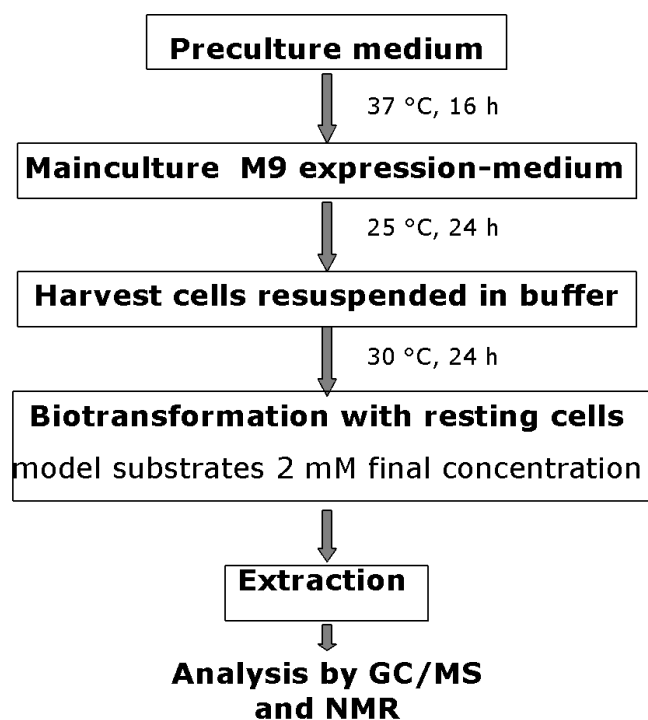 Preculture medium
37 °C, 16 h
Mainculture M9 expression-medium
25 °C, 24 h
Harvest cells resuspended in buffer
30 °C, 24 h
Biotransformation with resting cells
model substrates 2 mM final concentration
Extraction
Analysis by GC/MS
and NMR